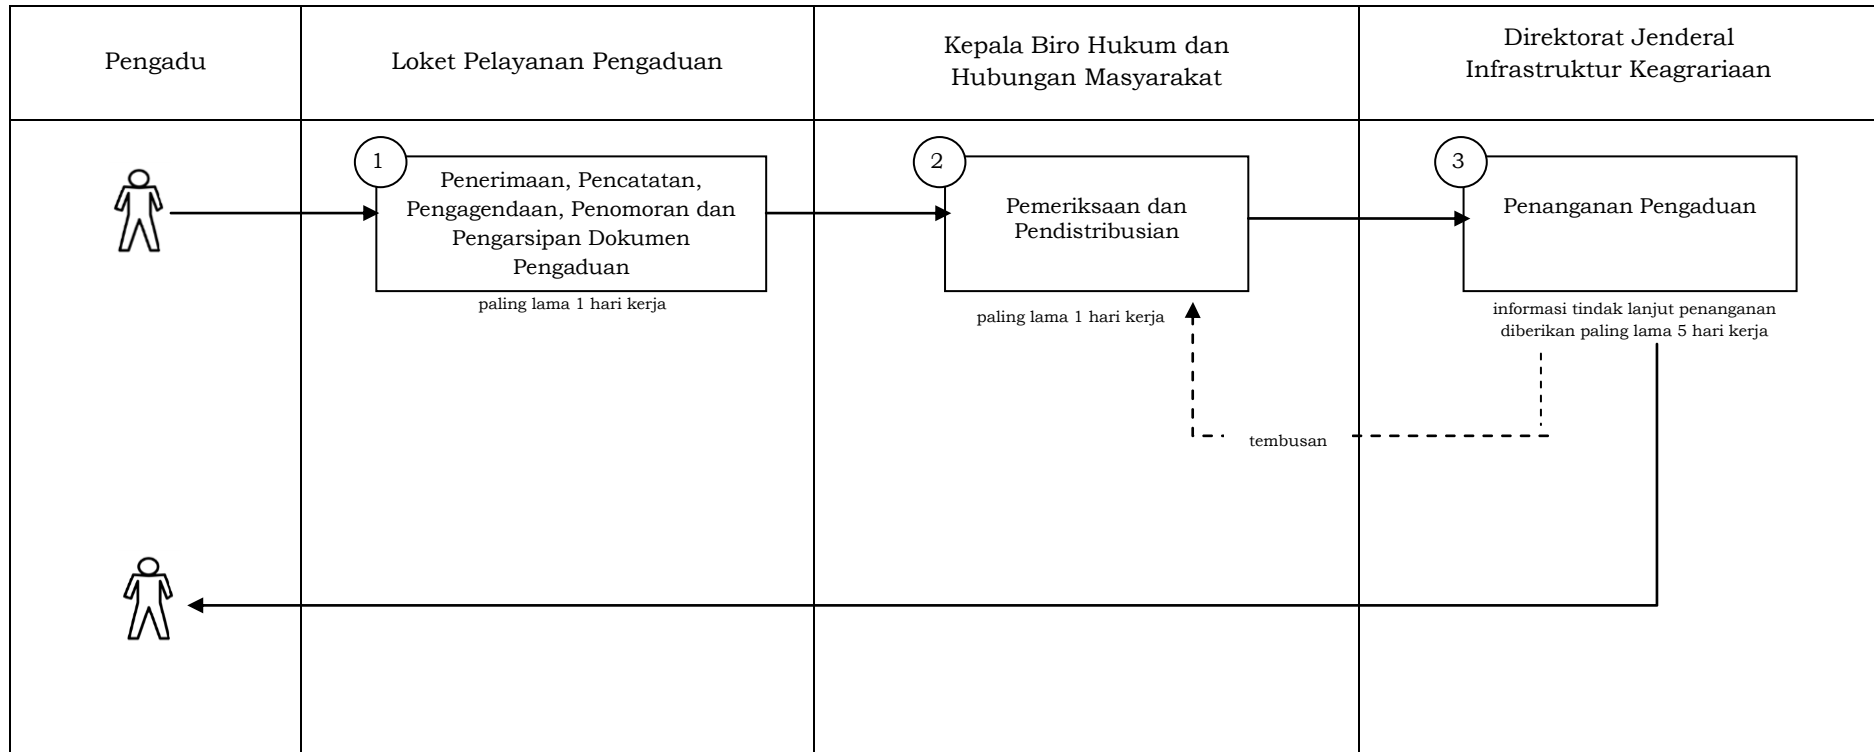 Pengadu
Loket Pelayanan Pengaduan
Kepala Biro Hukum dan
Hubungan Masyarakat
Direktorat Jenderal
Infrastruktur Keagrariaan
1
Penerimaan, Pencatatan,
Pengagendaan, Penomoran dan
Pengarsipan Dokumen
Pengaduan
paling lama 1 hari kerja
2
Pemeriksaan dan
Pendistribusian
paling lama 1 hari kerja
3
Penanganan Pengaduan
informasi tindak lanjut penanganan
diberikan paling lama 5 hari kerja
tembusan